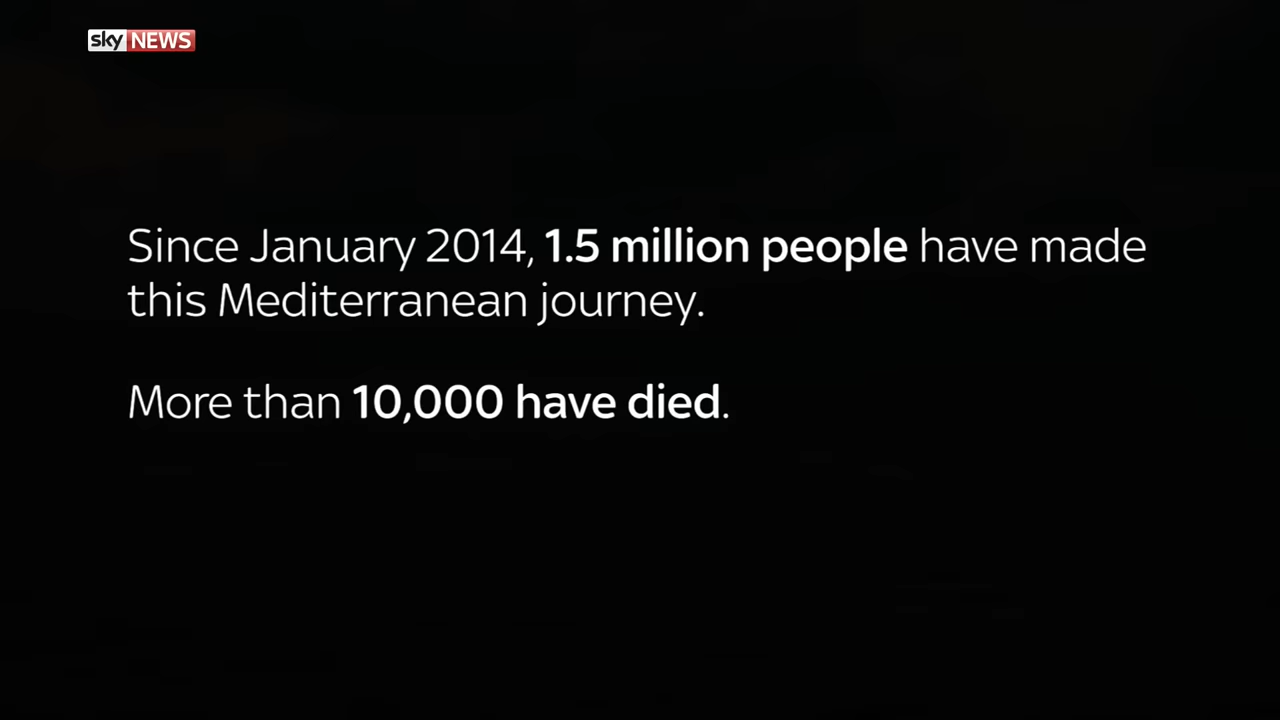 sky NEWS
Since January 2014, 1.5 million people have made
this Mediterranean journey.
More than 10,000 have died.